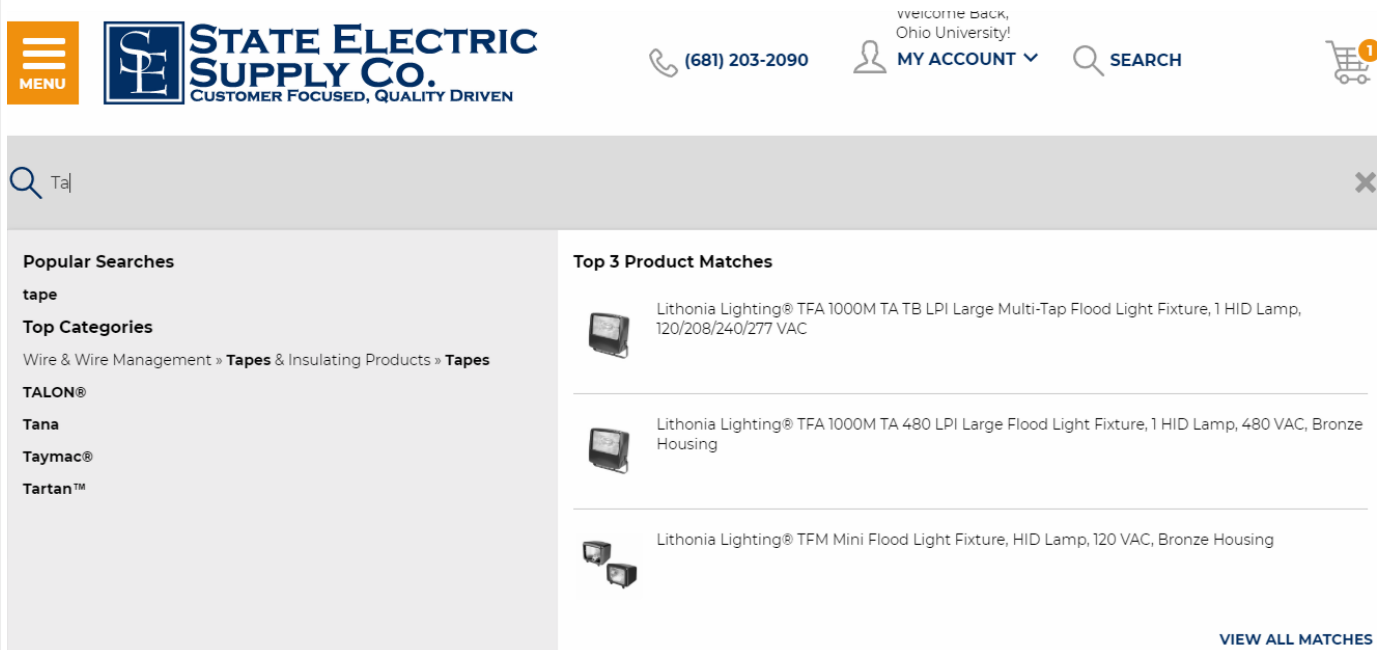 Welcome Back,
Ohio University!
MENU
SLE
STATE ELECTRIC
SUPPLY CO.
CUSTOMER FOCUSED, QUALITY DRIVEN
(681) 203-2090
MY ACCOUNT
SEARCH
1
Ta
Popular Searches
tape
Top Categories
Wire & Wire Management » Tapes & Insulating Products » Tapes
TALON®
Tana
Taymac®
Tartan™
Top 3 Product Matches
Lithonia Lighting® TFA 1000M TA TB LPI Large Multi-Tap Flood Light Fixture, 1 HID Lamp,
120/208/240/277 VAC
Lithonia Lighting® TFA 1000M TA 480 LPI Large Flood Light Fixture, 1 HID Lamp, 480 VAC, Bronze
Housing
Lithonia Lighting® TFM Mini Flood Light Fixture, HID Lamp, 120 VAC, Bronze Housing
VIEW ALL MATCHES